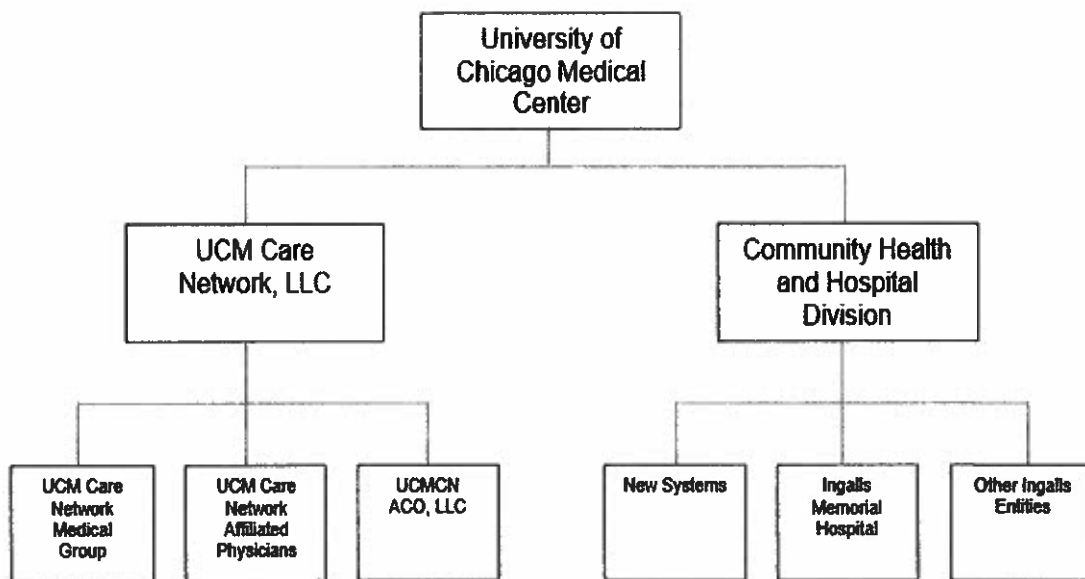 University of
Chicago Medical
Center
UCM Care
Network, LLC
Community Health
and Hospital
Division
UCM Care
Network
Medical
Group
UCM Care
Network
Affiliated
Physicians
UCMCN
ACO, LLC
New Systems
Ingalls
Memorial
Hospital
Other Ingalls
Entities